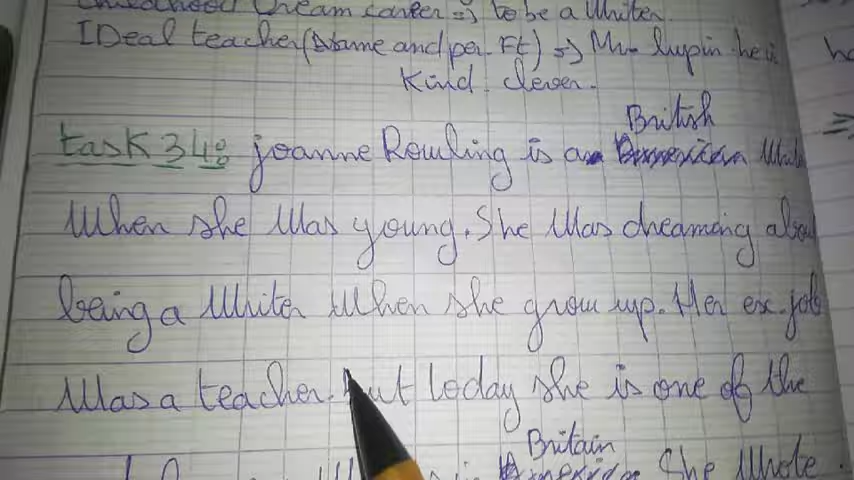 Childhood Dream career => to be a Writer.
IDeal teacher (Name and per. Ft) => Mr. lupin. he is
Kind. clever.
British
task 34: joanne Rowling is a
When she Was young. She Was dreaming about
being a Writer When she grow up. Her ex. job
Was a teacher. but today she is one of the
Britain
She Wrote